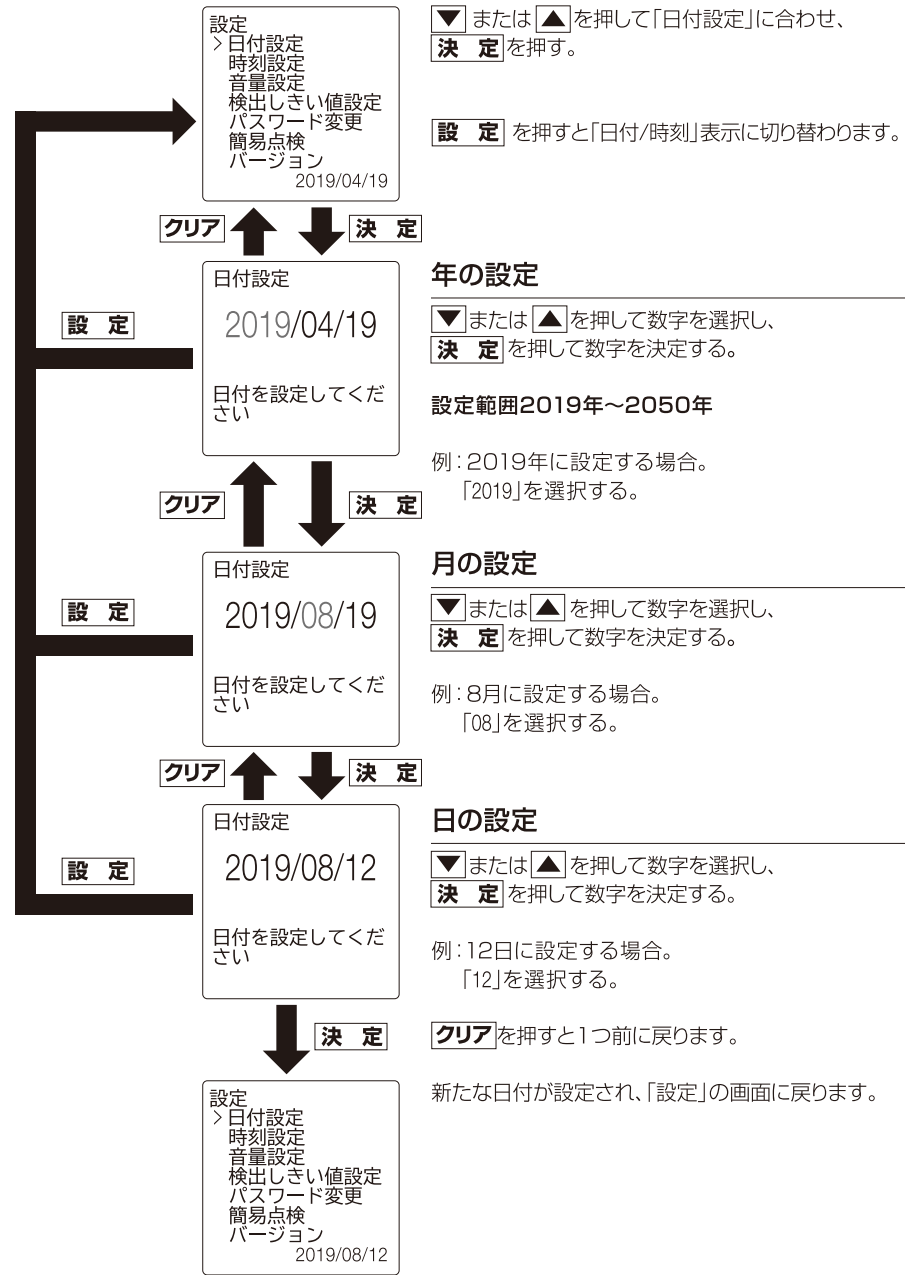 設定
>日付設定
時刻設定
音量設定
検出しきい値設定
パスワード変更
簡易点検
バージョン
2019/04/19
▼ または ▲ を押して「日付設定」に合わせ、
決 定 を押す。
設 定 を押すと「日付/時刻」表示に切り替わります。
クリア 決 定
日付設定
2019/04/19
日付を設定してくだ
さい
設 定
年の設定
▼ または ▲ を押して数字を選択し、
決 定 を押して数字を決定する。
設定範囲2019年～2050年
例：2019年に設定する場合。
「2019」を選択する。
クリア 決 定
日付設定
2019/08/19
日付を設定してくだ
さい
設 定
月の設定
▼ または ▲ を押して数字を選択し、
決 定 を押して数字を決定する。
例：8月に設定する場合。
「08」を選択する。
クリア 決 定
日付設定
2019/08/12
日付を設定してくだ
さい
設 定
日の設定
▼ または ▲ を押して数字を選択し、
決 定 を押して数字を決定する。
例：12日に設定する場合。
「12」を選択する。
決 定
クリア を押すと1つ前に戻ります。
新たな日付が設定され、「設定」の画面に戻ります。
設定
>日付設定
時刻設定
音量設定
検出しきい値設定
パスワード変更
簡易点検
バージョン
2019/08/12